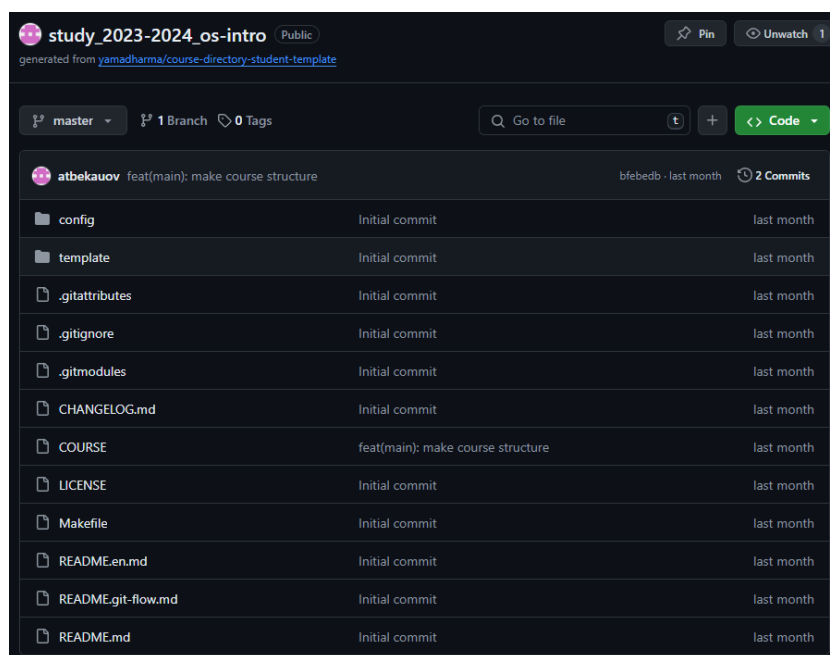 study_2023-2024_os-intro Public Pin Unwatch 1
generated from yamadharma/course-directory-student-template
master 1 Branch 0 Tags Go to file t + <> Code
atbekauov feat(main): make course structure bfebedb · last month 2 Commits
config Initial commit last month
template Initial commit last month
.gitattributes Initial commit last month
.gitignore Initial commit last month
.gitmodules Initial commit last month
CHANGELOG.md Initial commit last month
COURSE feat(main): make course structure last month
LICENSE Initial commit last month
Makefile Initial commit last month
README.en.md Initial commit last month
README.git-flow.md Initial commit last month
README.md Initial commit last month